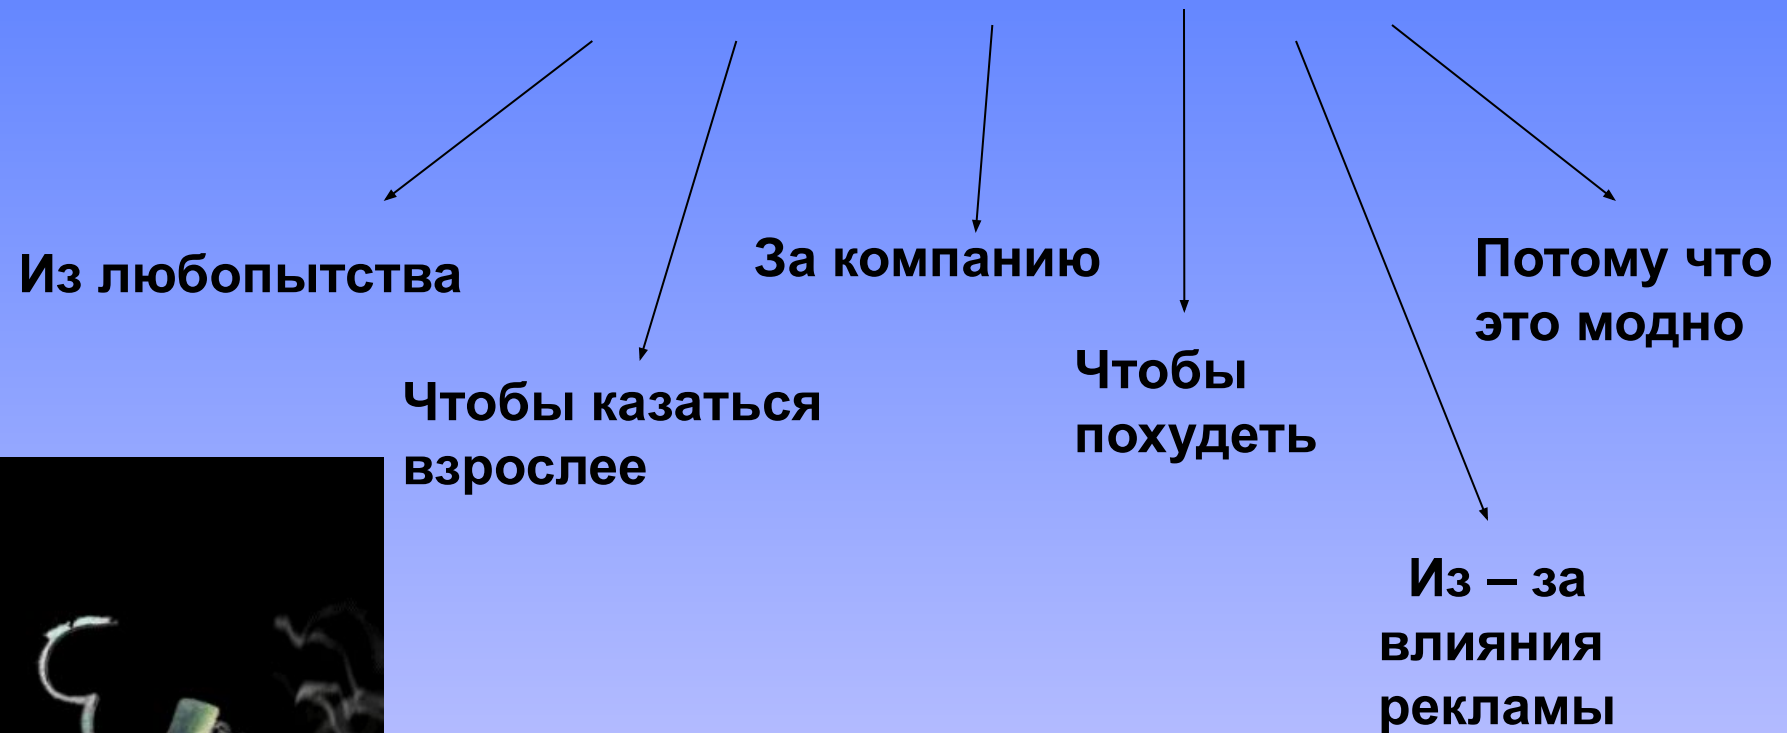 Из любопытства
Чтобы казаться
взрослее
За компанию
Чтобы
похудеть
Из – за
влияния
рекламы
Потому что
это модно